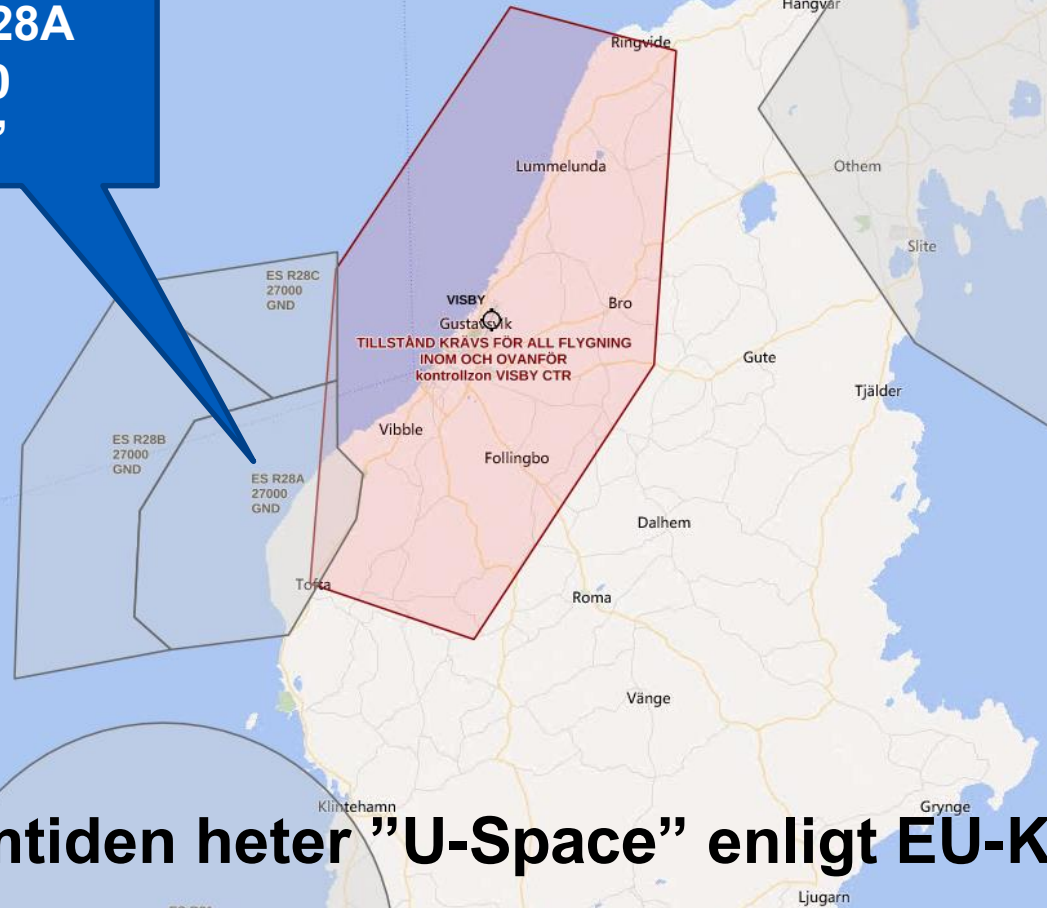 28A
0
”
Hangvar
Ringvide
Lummelunda
Othem
Slite
ES R28C
27000
GND
VISBY
Bro
Gustavsvik
TILLSTÅND KRÄVS FÖR ALL FLYGNING
INOM OCH OVANFÖR
kontrollzon VISBY CTR
Gute
Tjälder
Vibble
ES R28B
27000
GND
Follingbo
ES R28A
27000
GND
Dalhem
Tofta
Roma
Vänge
Klintehamn
Grynge
mtiden heter ”U-Space” enligt EU-K
Ljugarn